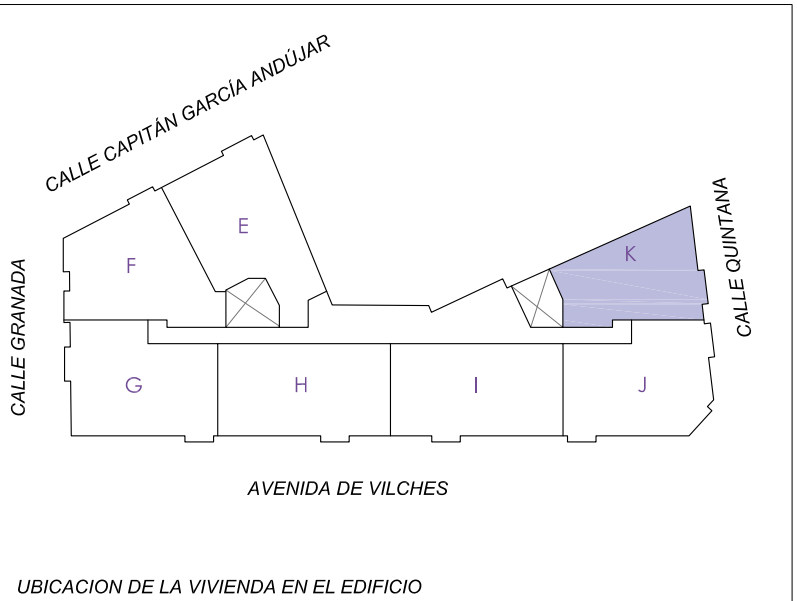 CALLE CAPITÁN GARCÍA ANDÚJAR
E
F
K
CALLE GRANADA
CALLE QUINTANA
G
H
I
J
AVENIDA DE VILCHES
UBICACION DE LA VIVIENDA EN EL EDIFICIO